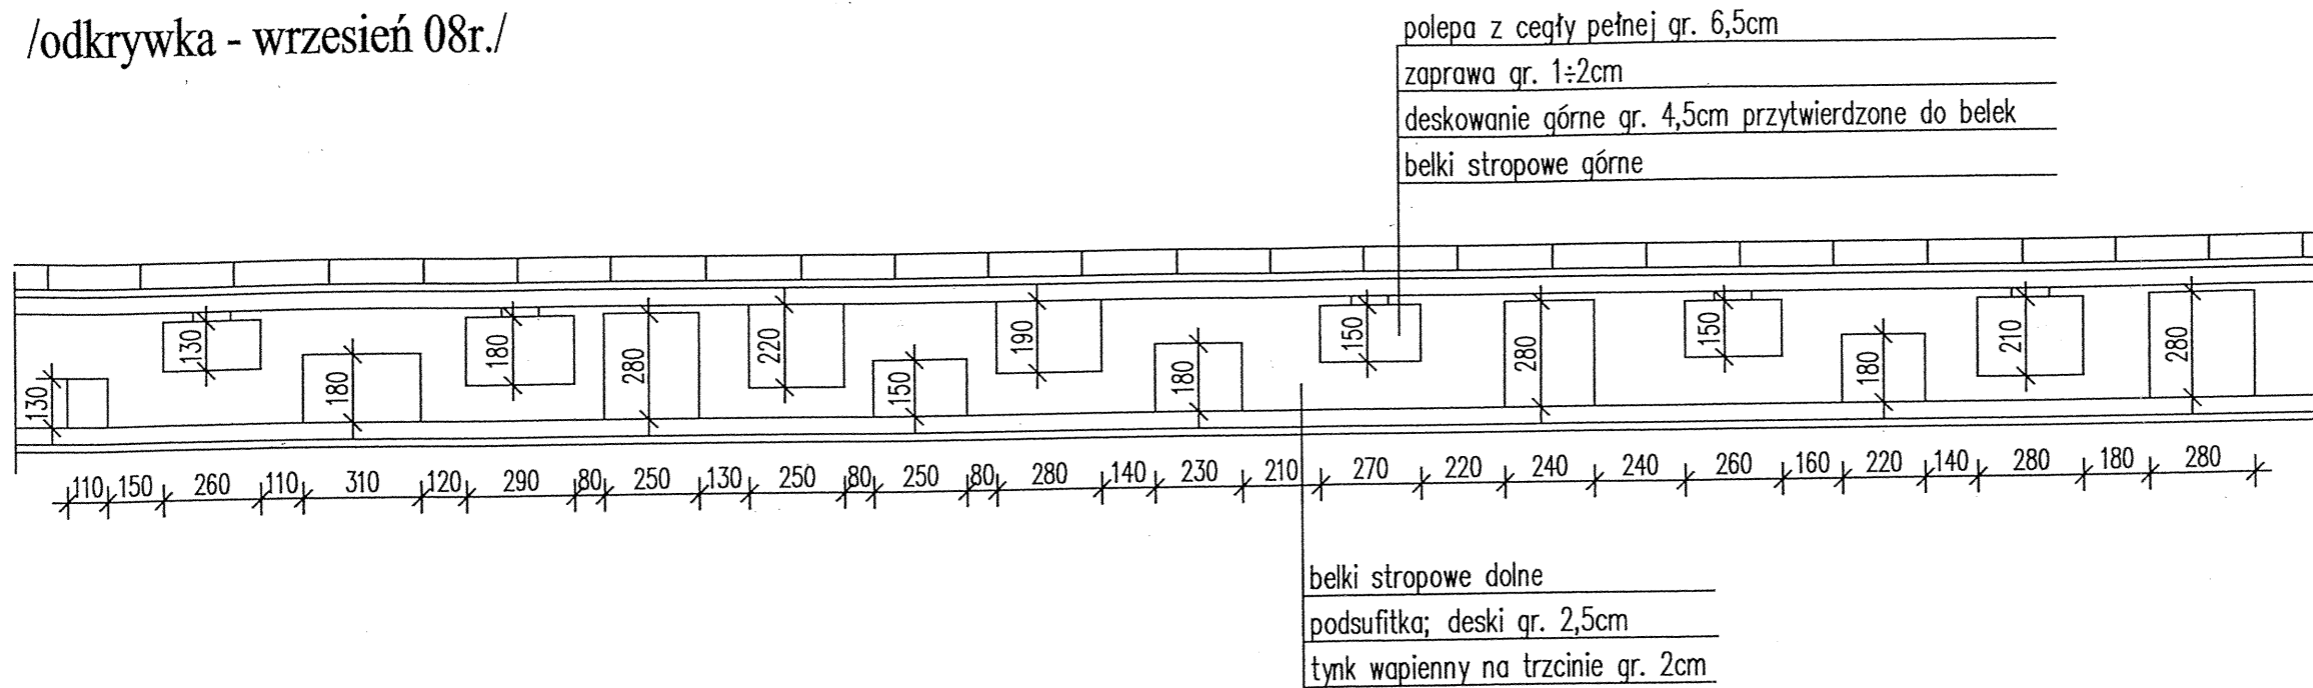 /odkrywka - wrzesień 08r./
polepa z cegły pełnej gr. 6,5cm
zaprawa gr. 1÷2cm
deskowanie górne gr. 4,5cm przytwierdzone do belek
belki stropowe górne
130 130 180 180 280 220 150 190 180 150 280 150 180 210 280
110 150 260 110 310 120 290 80 250 130 250 80 250 80 280 140 230 210 270 220 240 240 260 160 220 140 280 180 280
belki stropowe dolne
podsufitka; deski gr. 2,5cm
tynk wapienny na trzcinie gr. 2cm